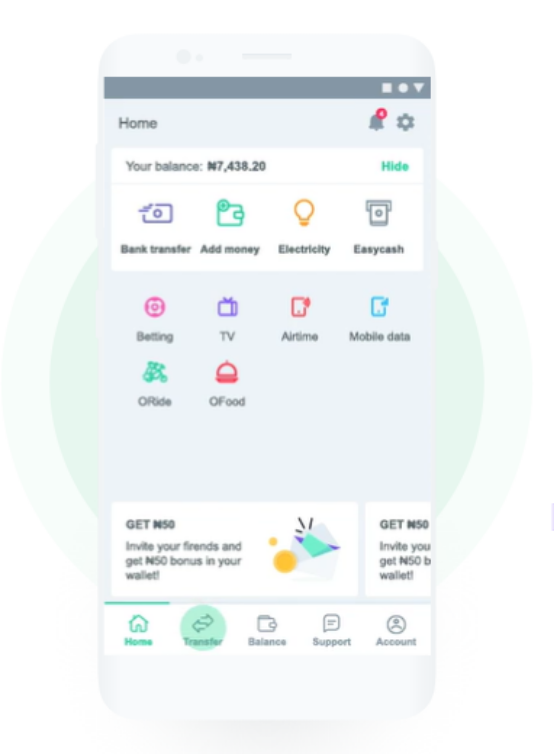 4
Home
Your balance: ₦7,438.20 Hide
Bank transfer Add money Electricity Easycash
Betting TV Airtime Mobile data
ORide OFood
GET ₦50
Invite your firends and
get ₦50 bonus in your
wallet!
GET ₦50
Invite you
get ₦50 b
wallet!
Home Transfer Balance Support Account